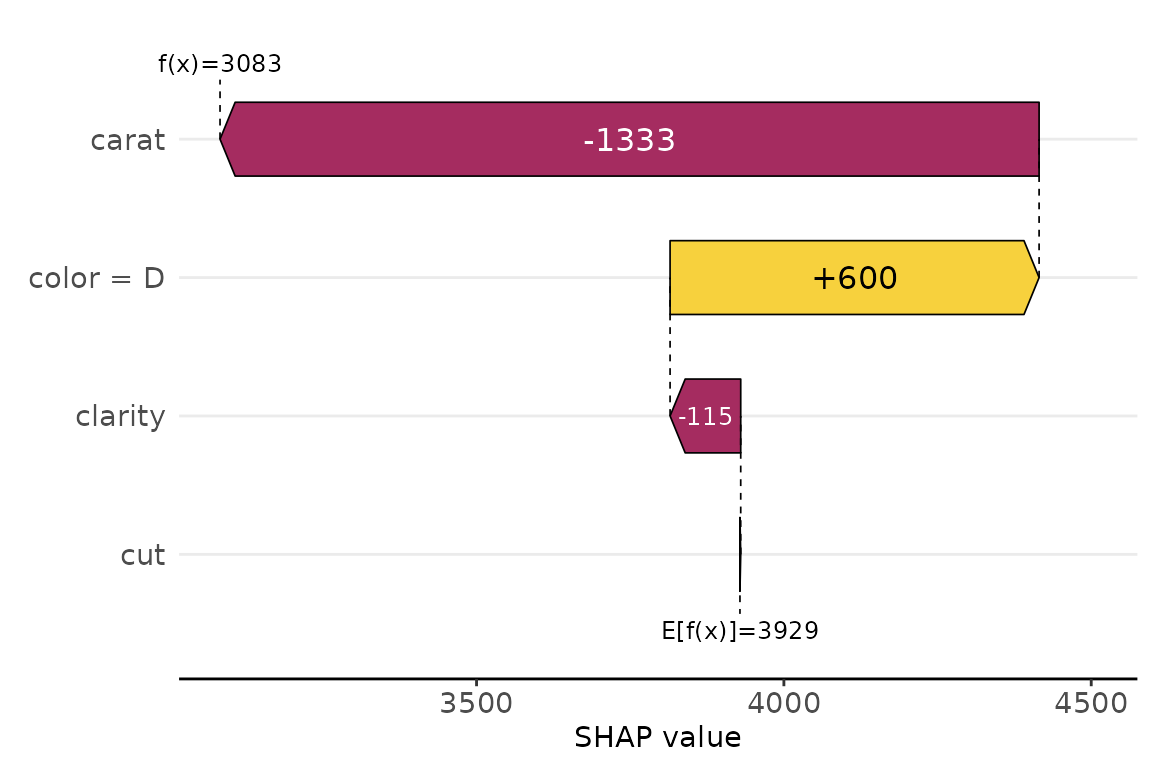 f(x)=3083
carat
-1333
color = D
+600
clarity
-115
cut
E[f(x)]=3929
3500
4000
4500
SHAP value